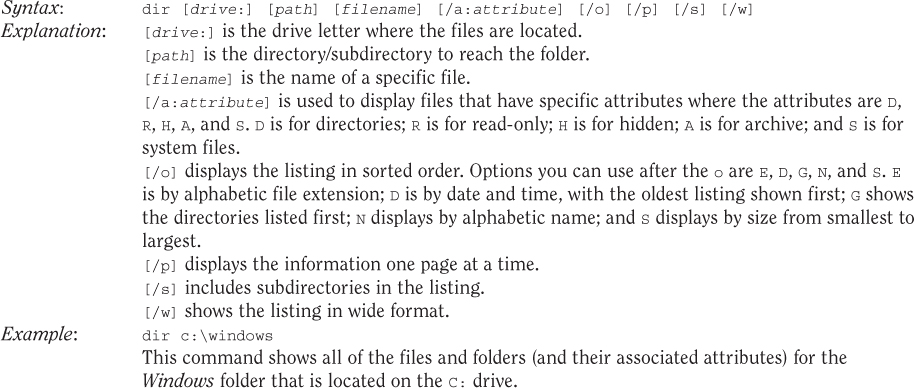 Syntax: dir [drive:] [path] [filename] [/a:attribute] [/o] [/p] [/s] [/w]
Explanation: [drive:] is the drive letter where the files are located.
[path] is the directory/subdirectory to reach the folder.
[filename] is the name of a specific file.
[/a:attribute] is used to display files that have specific attributes where the attributes are D,
R, H, A, and S. D is for directories; R is for read-only; H is for hidden; A is for archive; and S is for
system files.
[/o] displays the listing in sorted order. Options you can use after the o are E, D, G, N, and S. E
is by alphabetic file extension; D is by date and time, with the oldest listing shown first; G shows
the directories listed first; N displays by alphabetic name; and S displays by size from smallest to
largest.
[/p] displays the information one page at a time.
[/s] includes subdirectories in the listing.
[/w] shows the listing in wide format.
Example: dir c:\windows
This command shows all of the files and folders (and their associated attributes) for the
Windows folder that is located on the C: drive.